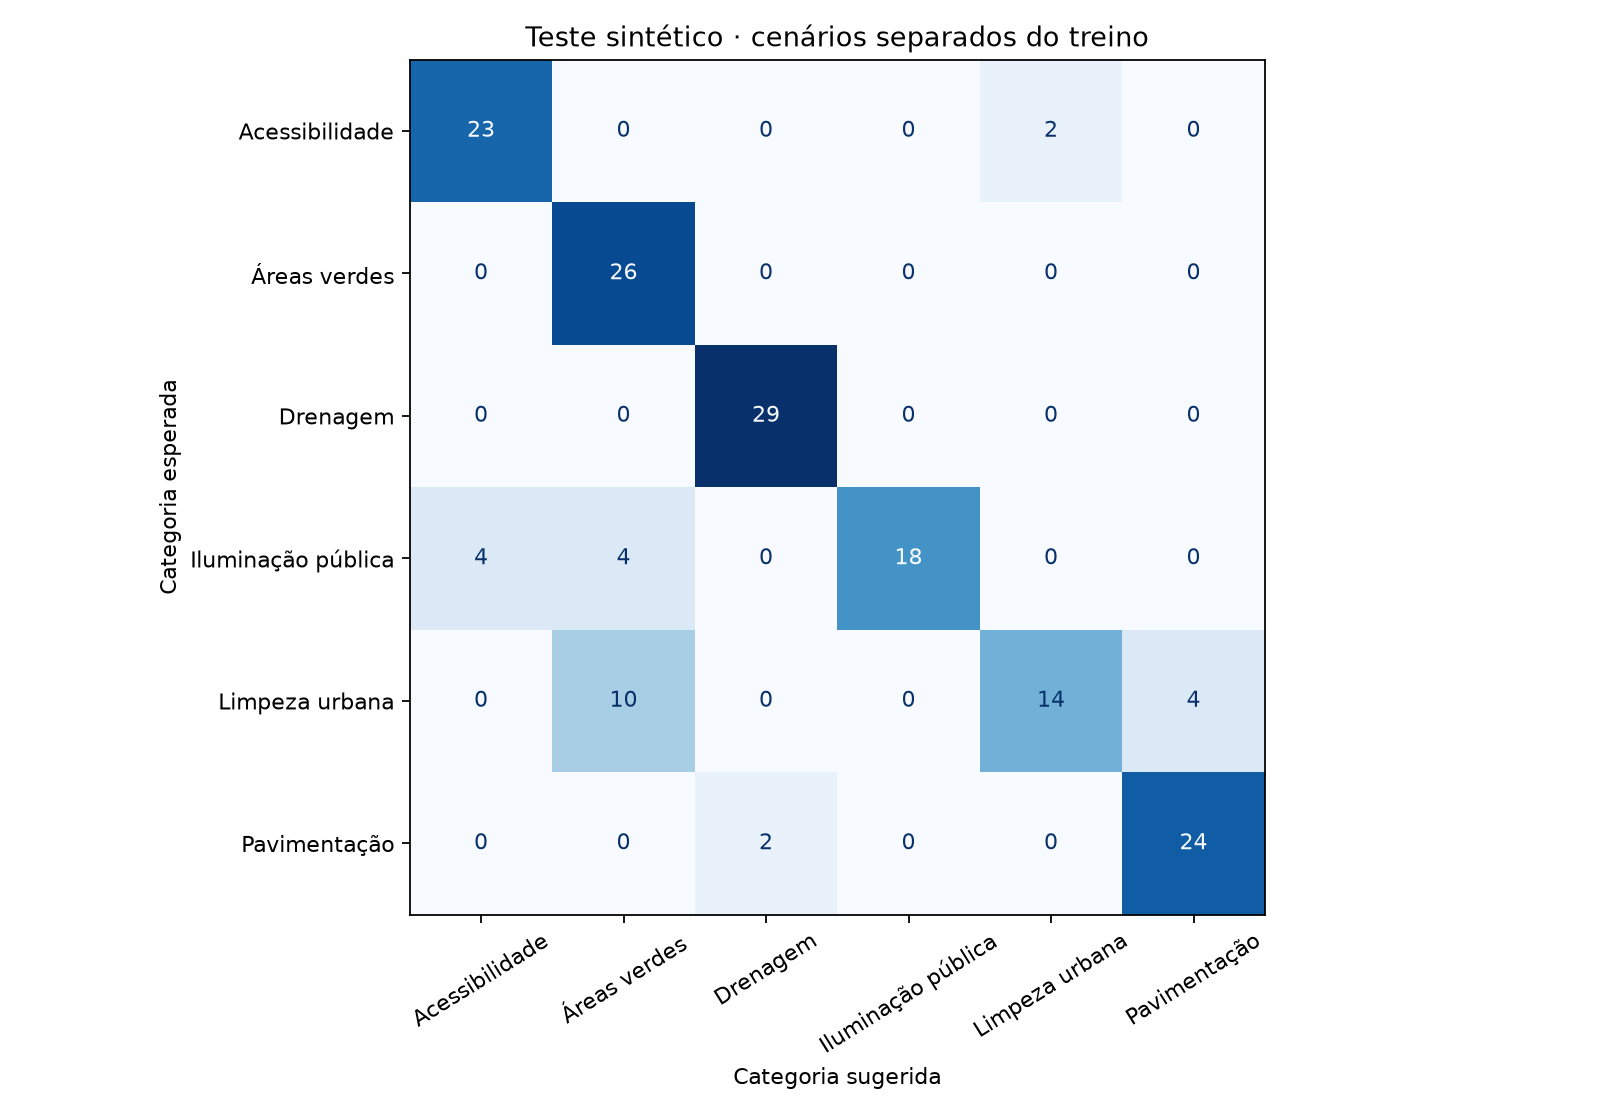 Teste sintético · cenários separados do treino
Categoria esperada
Acessibilidade 23 0 0 0 2 0
Áreas verdes 0 26 0 0 0 0
Drenagem 0 0 29 0 0 0
Iluminação pública 4 4 0 18 0 0
Limpeza urbana 0 10 0 0 14 4
Pavimentação 0 0 2 0 0 24
Acessibilidade Áreas verdes Drenagem Iluminação pública Limpeza urbana Pavimentação
Categoria sugerida